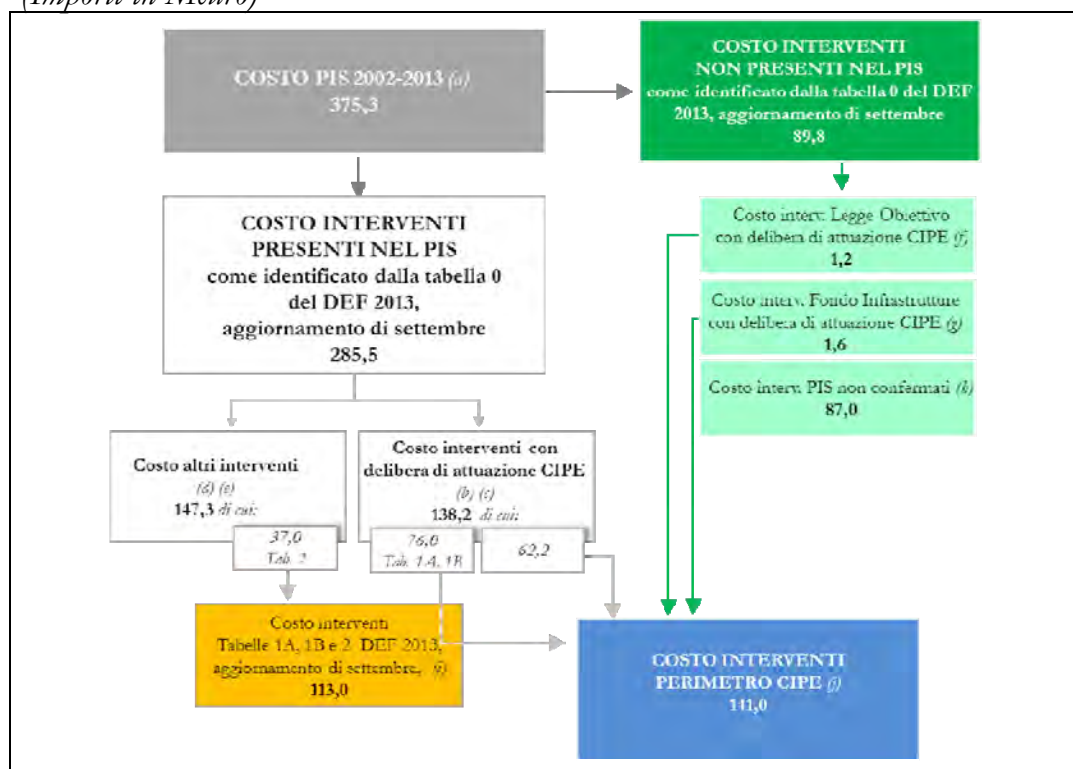 (Importi in Meuro)
COSTO PIS 2002-2013 (a)
375,3
COSTO INTERVENTI
NON PRESENTI NEL PIS
come identificato dalla tabella 0 del DEF
2013, aggiornamento di settembre
89,8
COSTO INTERVENTI
PRESENTI NEL PIS
come identificato dalla tabella 0
del DEF 2013,
aggiornamento di settembre
285,5
Costo interv. Legge Obiettivo
con delibera di attuazione CIPE (f)
1,2
Costo interv. Fondo Infrastrutture
con delibera di attuazione CIPE (g)
1,6
Costo interv. PIS non confermati (h)
87,0
Costo altri interventi
(d) (e)
147,3 di cui:
37,0
Tab. 2
Costo interventi con
delibera di attuazione CIPE
(b) (c)
138,2 di cui:
76,0
Tab. 1A, 1B
62,2
Costo interventi
Tabelle 1A, 1B e 2 DEF 2013,
aggiornamento di settembre,
113,0
COSTO INTERVENTI
PERIMETRO CIPE (j)
141,0